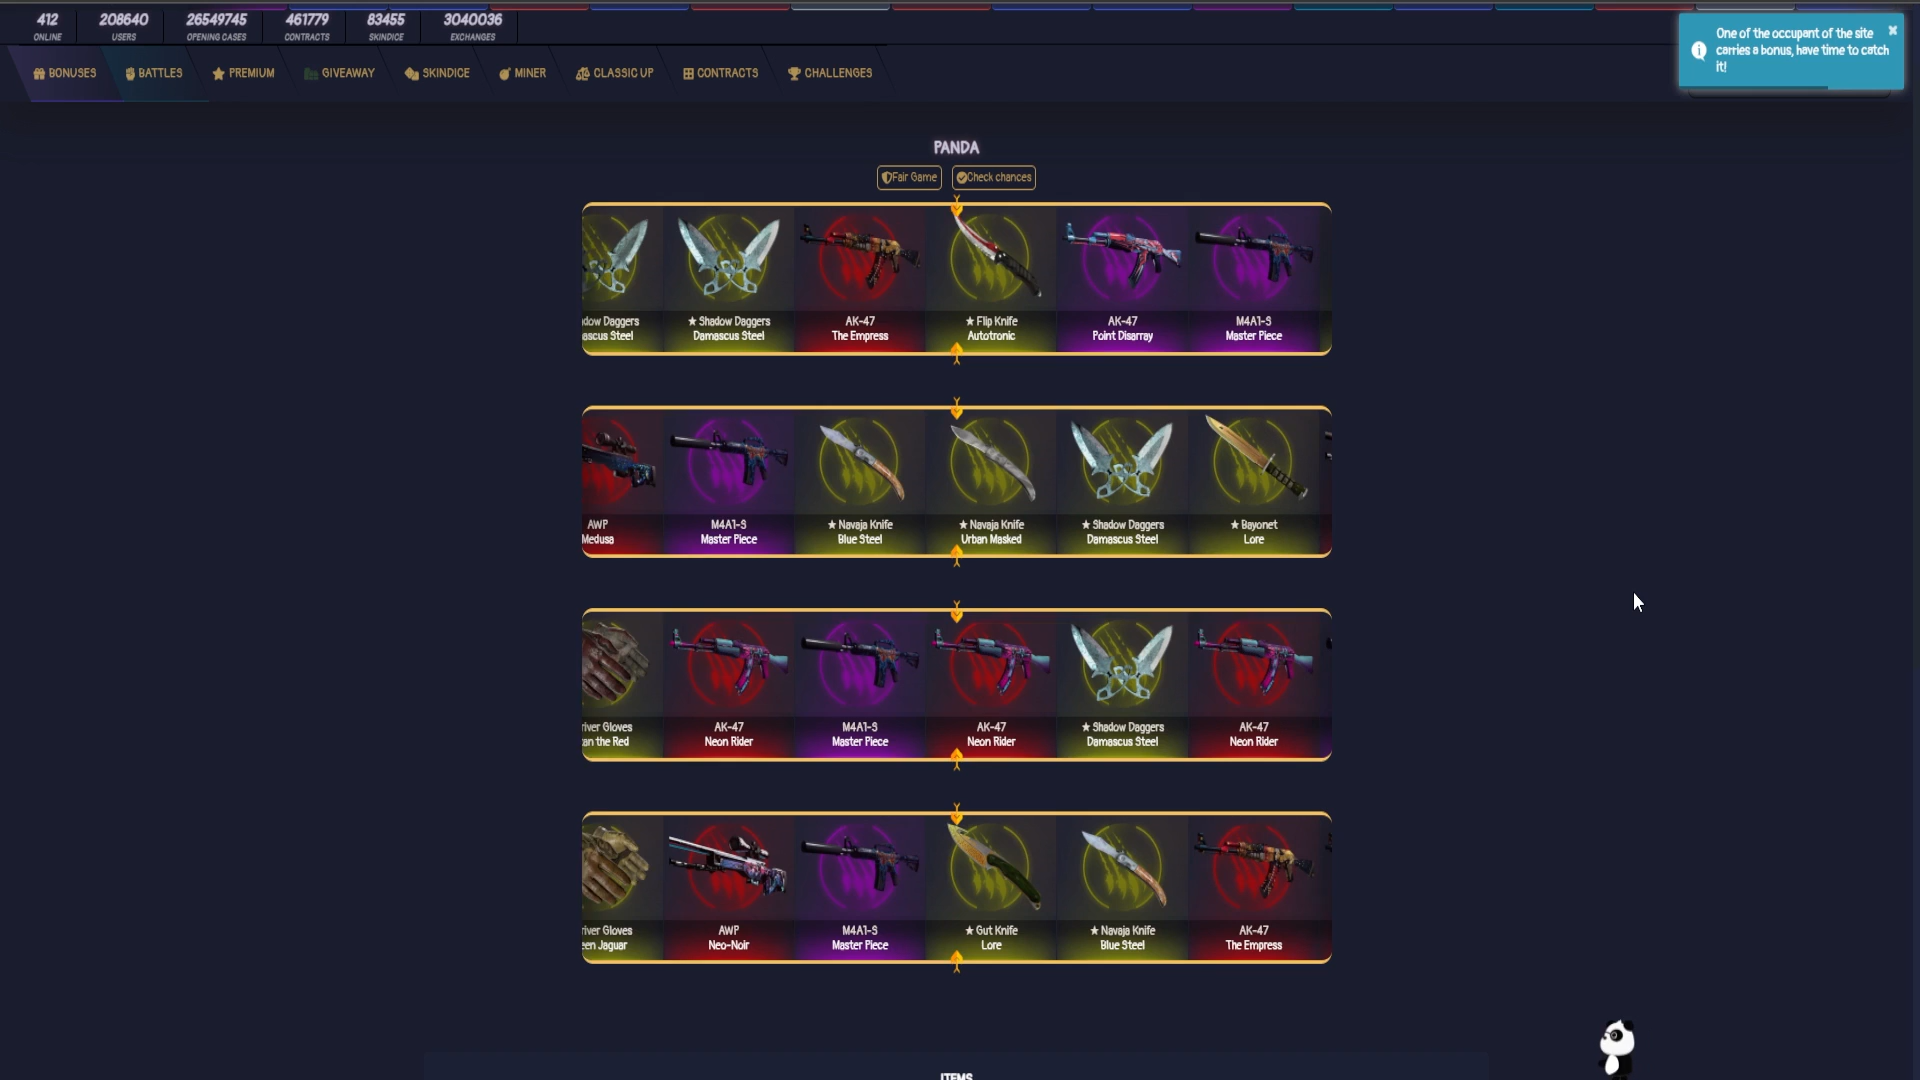 412
ONLINE
208640
USERS
26549745
OPENING CASES
461779
CONTRACTS
83455
SKINDICE
3040036
EXCHANGES
One of the occupant of the site
carries a bonus, have time to catch
it!
BONUSES
BATTLES
PREMIUM
GIVEAWAY
SKINDICE
MINER
CLASSIC UP
CONTRACTS
CHALLENGES
PANDA
Fair Game
Check chances
dow Daggers
ascus Steel
★ Shadow Daggers
Damascus Steel
AK-47
The Empress
★ Flip Knife
Autotronic
AK-47
Point Disarray
M4A1-S
Master Piece
AWP
Medusa
M4A1-S
Master Piece
★ Navaja Knife
Blue Steel
★ Navaja Knife
Urban Masked
★ Shadow Daggers
Damascus Steel
★ Bayonet
Lore
river Gloves
an the Red
AK-47
Neon Rider
M4A1-S
Master Piece
AK-47
Neon Rider
★ Shadow Daggers
Damascus Steel
AK-47
Neon Rider
river Gloves
een Jaguar
AWP
Neo-Noir
M4A1-S
Master Piece
★ Gut Knife
Lore
★ Navaja Knife
Blue Steel
AK-47
The Empress
ITEMS